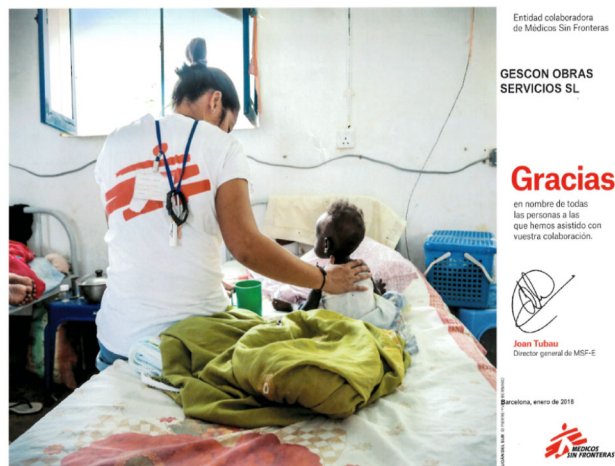 Entidad colaboradora
de Médicos Sin Fronteras
GESCON OBRAS
SERVICIOS SL
Gracias
en nombre de todas
las personas a las
que hemos asistido con
vuestra colaboración.
Joan Tubau
Director general de MSF-E
Barcelona, enero de 2018
MEDICOS
SIN FRONTERAS